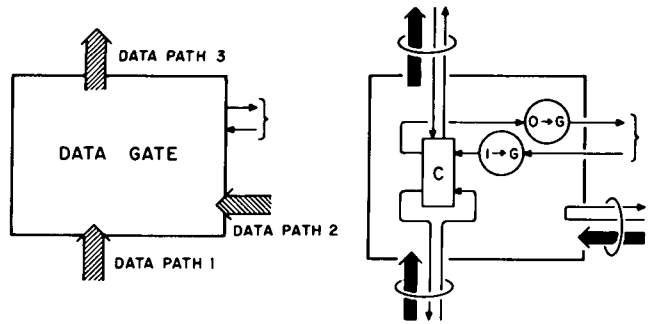 DATA PATH 3
DATA GATE
DATA PATH 2
DATA PATH 1
O→G
I→G
C